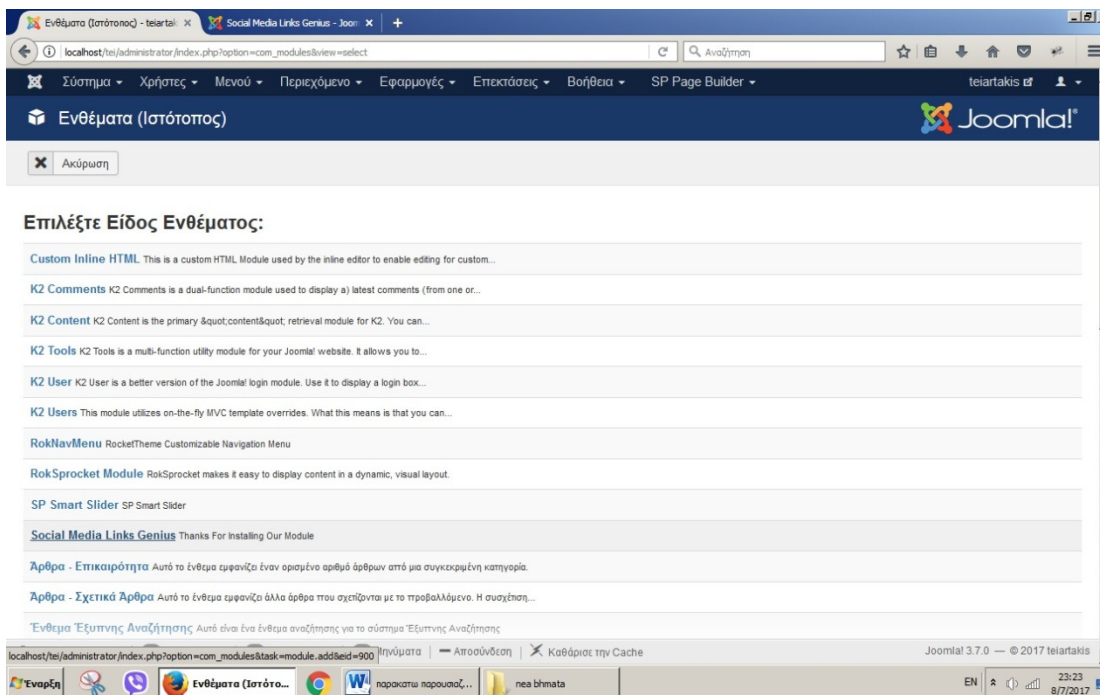 Ενθέματα (Ιστότοπος) - teiartak
Social Media Links Genius - Joom
localhost/tei/administrator/index.php?option=com_modules&view=select
Αναζήτηση
Σύστημα Χρήστες Μενού Περιεχόμενο Εφαρμογές Επεκτάσεις Βοήθεια SP Page Builder teiartakis
Ενθέματα (Ιστότοπος)
Joomla!
Ακύρωση
Επιλέξτε Είδος Ενθέματος:
Custom Inline HTML This is a custom HTML Module used by the inline editor to enable editing for custom...
K2 Comments K2 Comments is a dual-function module used to display a) latest comments (from one or...
K2 Content K2 Content is the primary &quot;content&quot; retrieval module for K2. You can...
K2 Tools K2 Tools is a multi-function utility module for your Joomla! website. It allows you to...
K2 User K2 User is a better version of the Joomla! login module. Use it to display a login box...
K2 Users This module utilizes on-the-fly MVC template overrides. What this means is that you can...
RokNavMenu RocketTheme Customizable Navigation Menu
RokSprocket Module RokSprocket makes it easy to display content in a dynamic, visual layout.
SP Smart Slider SP Smart Slider
Social Media Links Genius Thanks For Installing Our Module
Άρθρα - Επικαιρότητα Αυτό το ένθεμα εμφανίζει έναν ορισμένο αριθμό άρθρων από μια συγκεκριμένη κατηγορία.
Άρθρα - Σχετικά Άρθρα Αυτό το ένθεμα εμφανίζει άλλα άρθρα που σχετίζονται με το προβαλλόμενο. Η συσχέτιση...
Ένθεμα Έξυπνης Αναζήτησης Αυτό είναι ένα ένθεμα αναζήτησης για το σύστημα Έξυπνης Αναζήτησης
localhost/tei/administrator/index.php?option=com_modules&task=module.add&eid=900
Μηνύματα Αποσύνδεση Καθάρισε την Cache Joomla! 3.7.0 — © 2017 teiartakis
Έναρξη Ενθέματα (Ιστότο... παρακατω παρουσιαζ... nea bhmata EN 23:23
8/7/2017